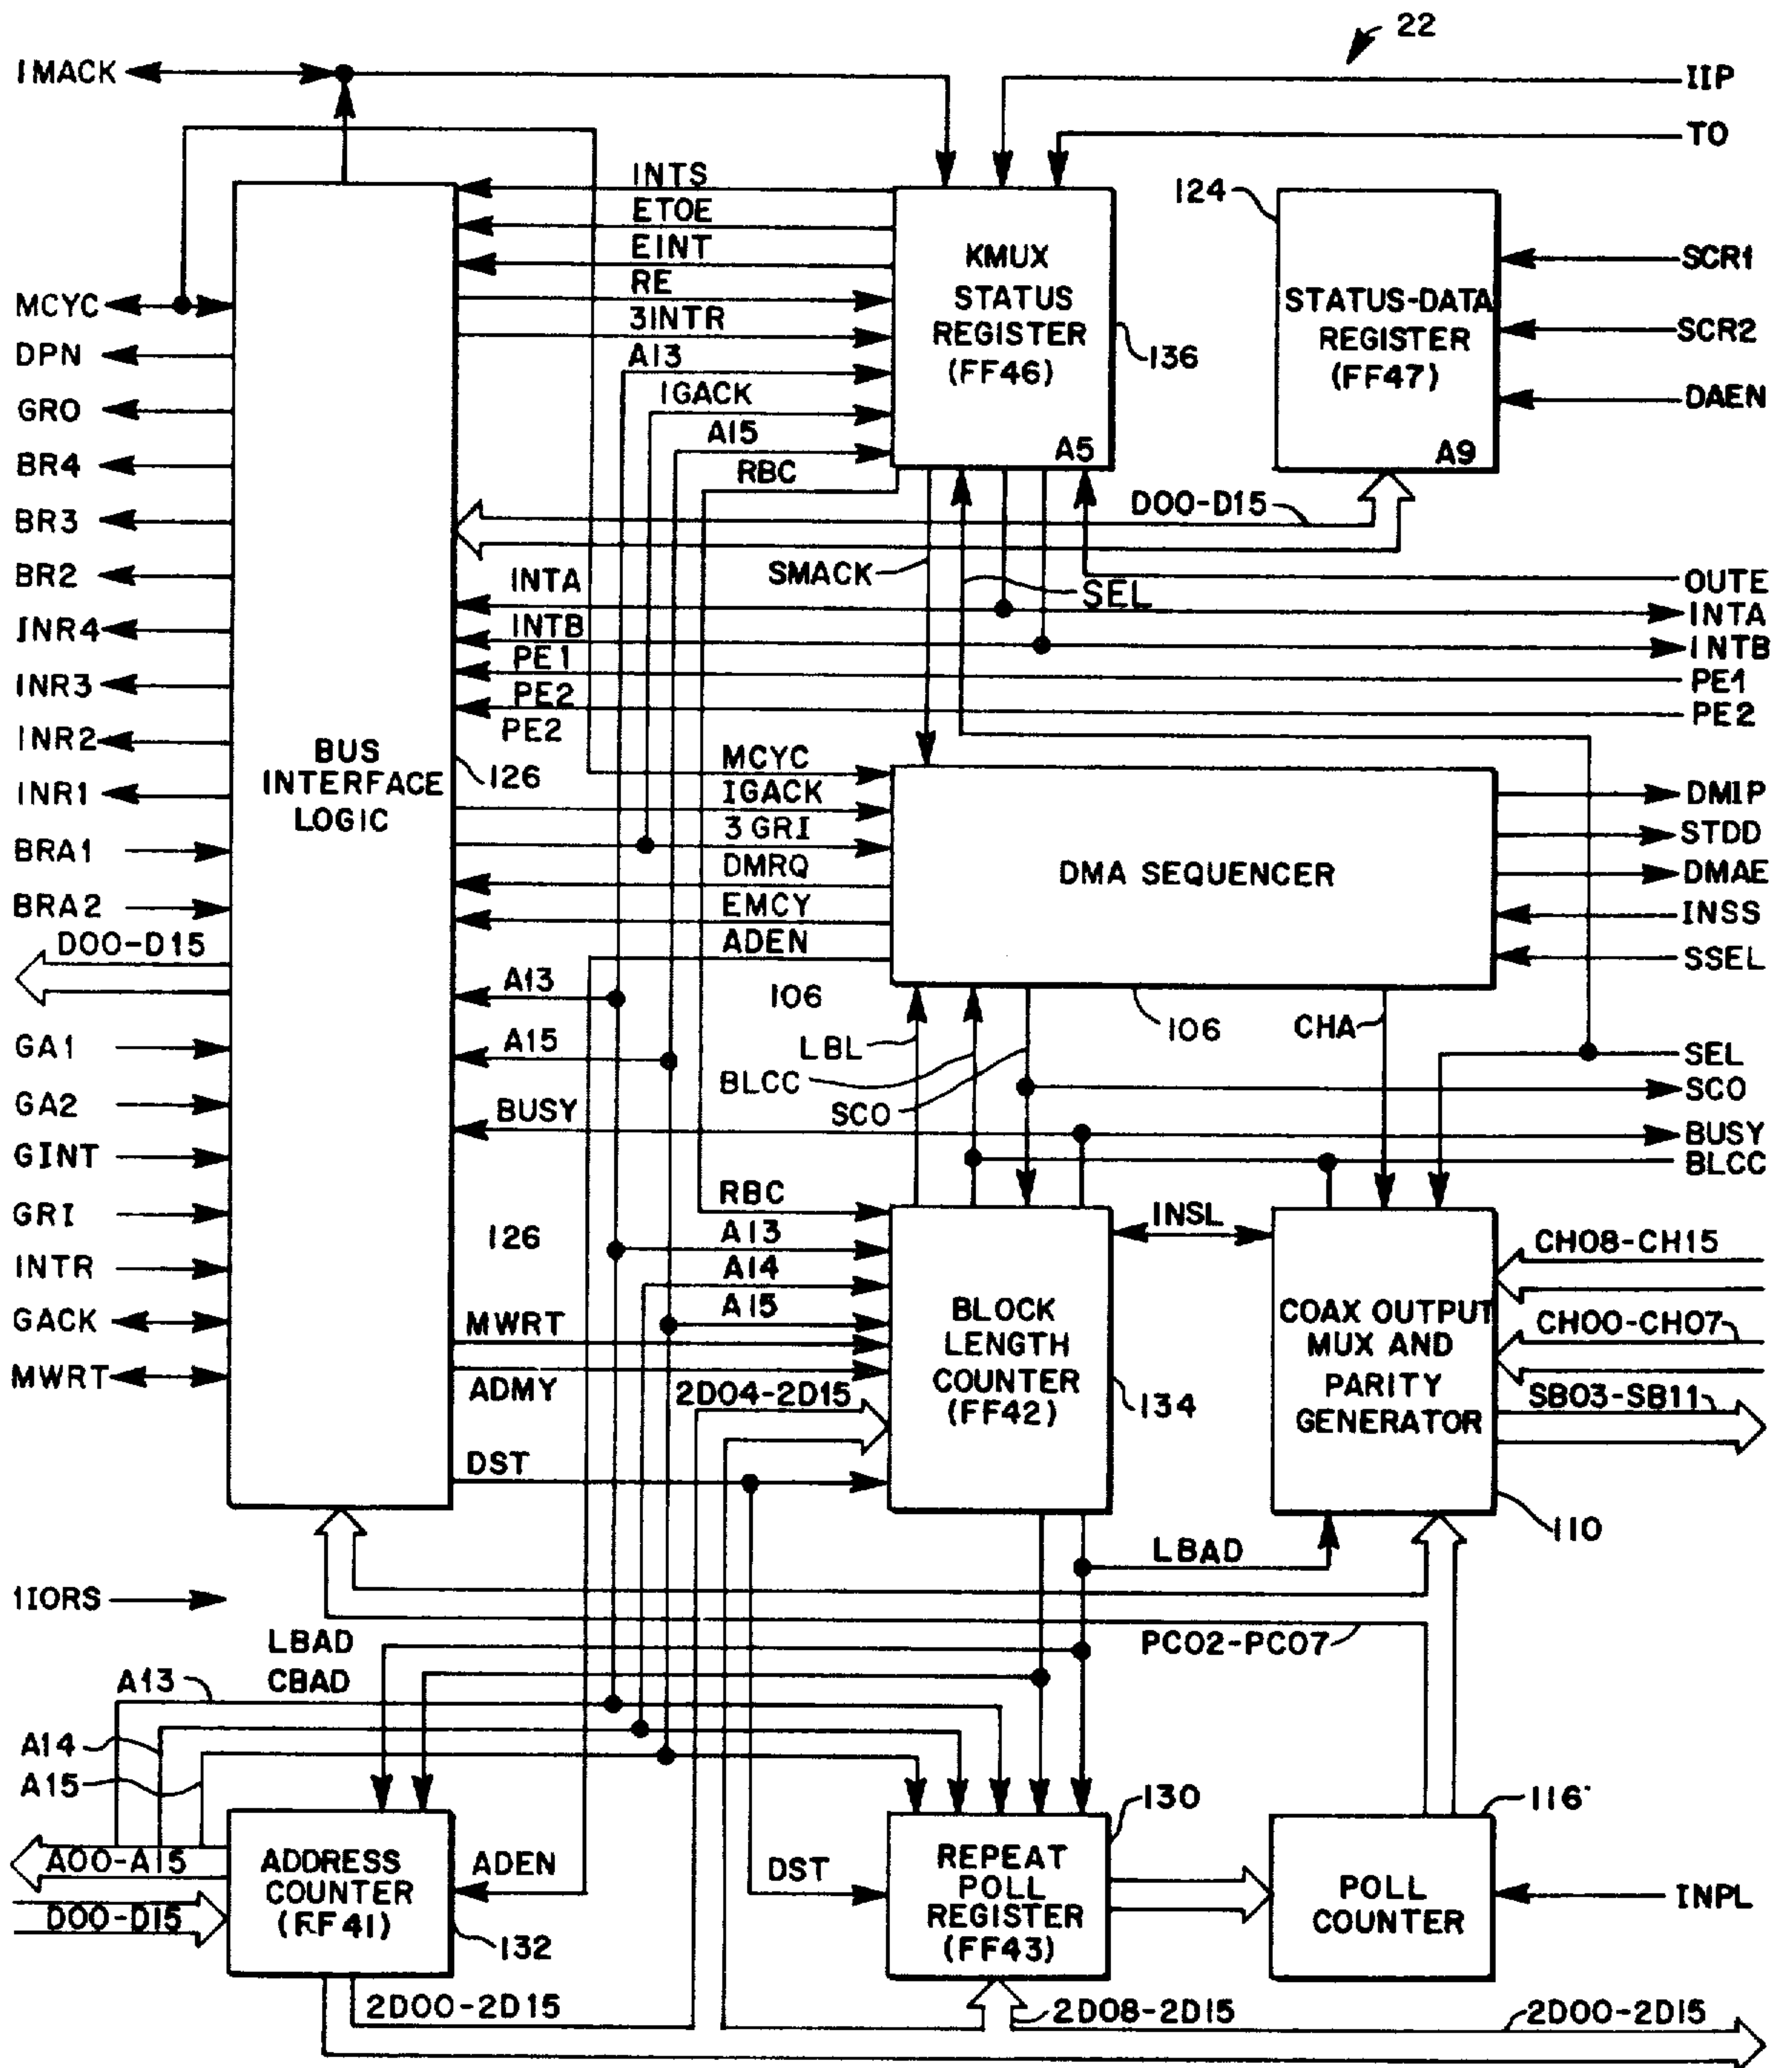 22
IMACK
IIP
TO
INTS
ETOE
EINT
RE
3INTR
A13
IGACK
A15
RBC
KMUX
STATUS
REGISTER
(FF46)
A5
136
124
STATUS-DATA
REGISTER
(FF47)
A9
SCR1
SCR2
DAEN
MCYC
DPN
GRO
BR4
BR3
BR2
INR4
INR3
INR2
INR1
BRA1
BRA2
D00-D15
GA1
GA2
GINT
GRI
INTR
GACK
MWRT
1IORS
BUS
INTERFACE
LOGIC
126
D00-D15
SMACK
SEL
INTA
INTB
PE1
PE2
PE2
OUTE
INTA
INTB
PE1
PE2
MCYC
IGACK
3GRI
DMRQ
EMCY
ADEN
DMA SEQUENCER
106
106
DMIP
STDD
DMAE
INSS
SSEL
A13
A15
BUSY
LBL
BLCC
SCO
CHA
SEL
SCO
BUSY
BLCC
126
RBC
A13
A14
A15
MWRT
ADMY
2D04-2D15
DST
BLOCK
LENGTH
COUNTER
(FF42)
134
INSL
COAX OUTPUT
MUX AND
PARITY
GENERATOR
110
CH08-CH15
CH00-CH07
SB03-SB11
LBAD
PC02-PC07
LBAD
CBAD
A13
A14
A15
A00-A15
D00-D15
ADDRESS
COUNTER
(FF41)
132
ADEN
DST
REPEAT
POLL
REGISTER
(FF43)
130
POLL
COUNTER
116
INPL
2D00-2D15
2D08-2D15
2D00-2D15